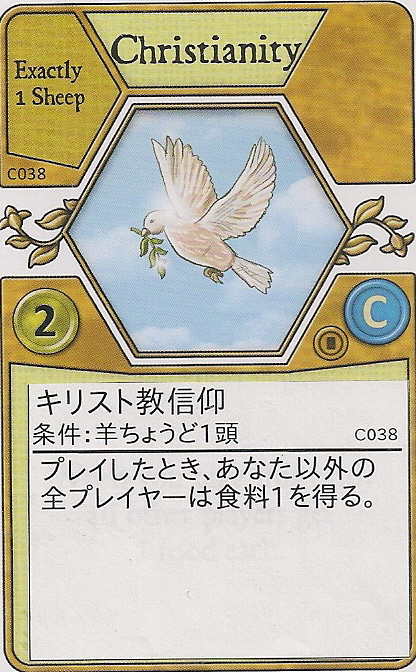 Christianity
Exactly
1 Sheep
C038
2
C
キリスト教信仰
条件:羊ちょうど1頭
C038
プレイしたとき、あなた以外の
全プレイヤーは食料1を得る。